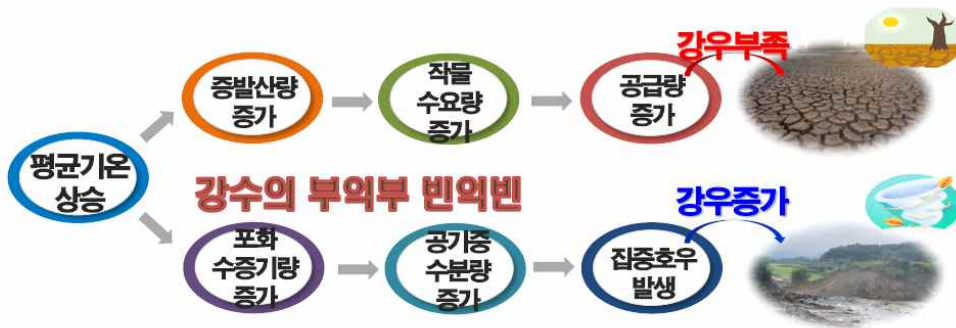 강우부족
증발산량
증가
작물
수요량
증가
공급량
증가
평균기온
상승
강수의 부익부 빈익빈
강우증가
포화
수증기량
증가
공기중
수분량
증가
집중호우
발생